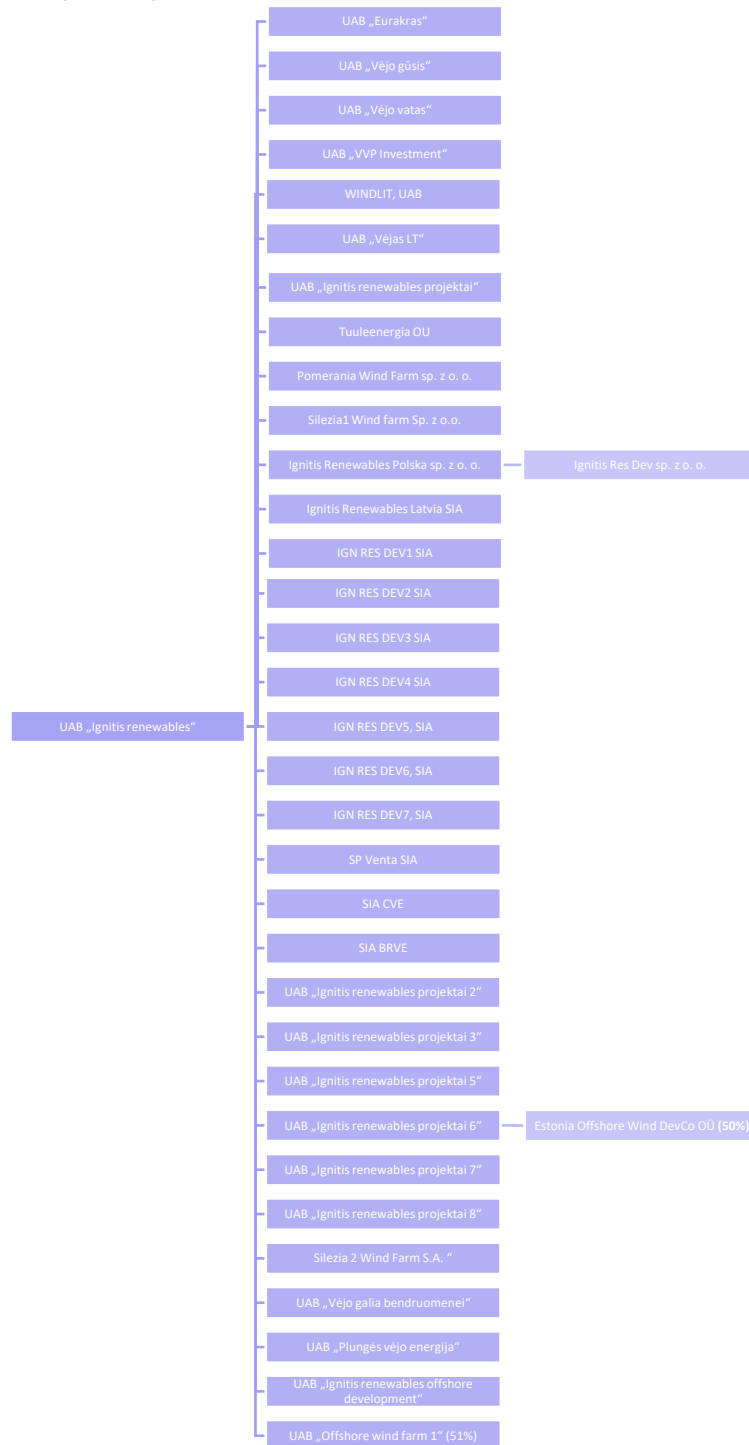 UAB „Eurakras“
UAB „Vėjo gūsis“
UAB „Vėjo vatas“
UAB „VVP Investment“
WINDLIT, UAB
UAB „Vėjas LT“
UAB „Ignitis renewables projektai“
Tuuleenergia OU
Pomerania Wind Farm sp. z o. o.
Silezia1 Wind farm Sp. z o.o.
Ignitis Renewables Polska sp. z o. o.
Ignitis Res Dev sp. z o. o.
Ignitis Renewables Latvia SIA
IGN RES DEV1 SIA
IGN RES DEV2 SIA
IGN RES DEV3 SIA
IGN RES DEV4 SIA
UAB „Ignitis renewables“
IGN RES DEV5, SIA
IGN RES DEV6, SIA
IGN RES DEV7, SIA
SP Venta SIA
SIA CVE
SIA BRVE
UAB „Ignitis renewables projektai 2“
UAB „Ignitis renewables projektai 3“
UAB „Ignitis renewables projektai 5“
UAB „Ignitis renewables projektai 6“
Estonia Offshore Wind DevCo OÜ (50%)
UAB „Ignitis renewables projektai 7“
UAB „Ignitis renewables projektai 8“
Silezia 2 Wind Farm S.A. “
UAB „Vėjo galia bendruomenei“
UAB „Plungės vėjo energija“
UAB „Ignitis renewables offshore
development“
UAB „Offshore wind farm 1“ (51%)